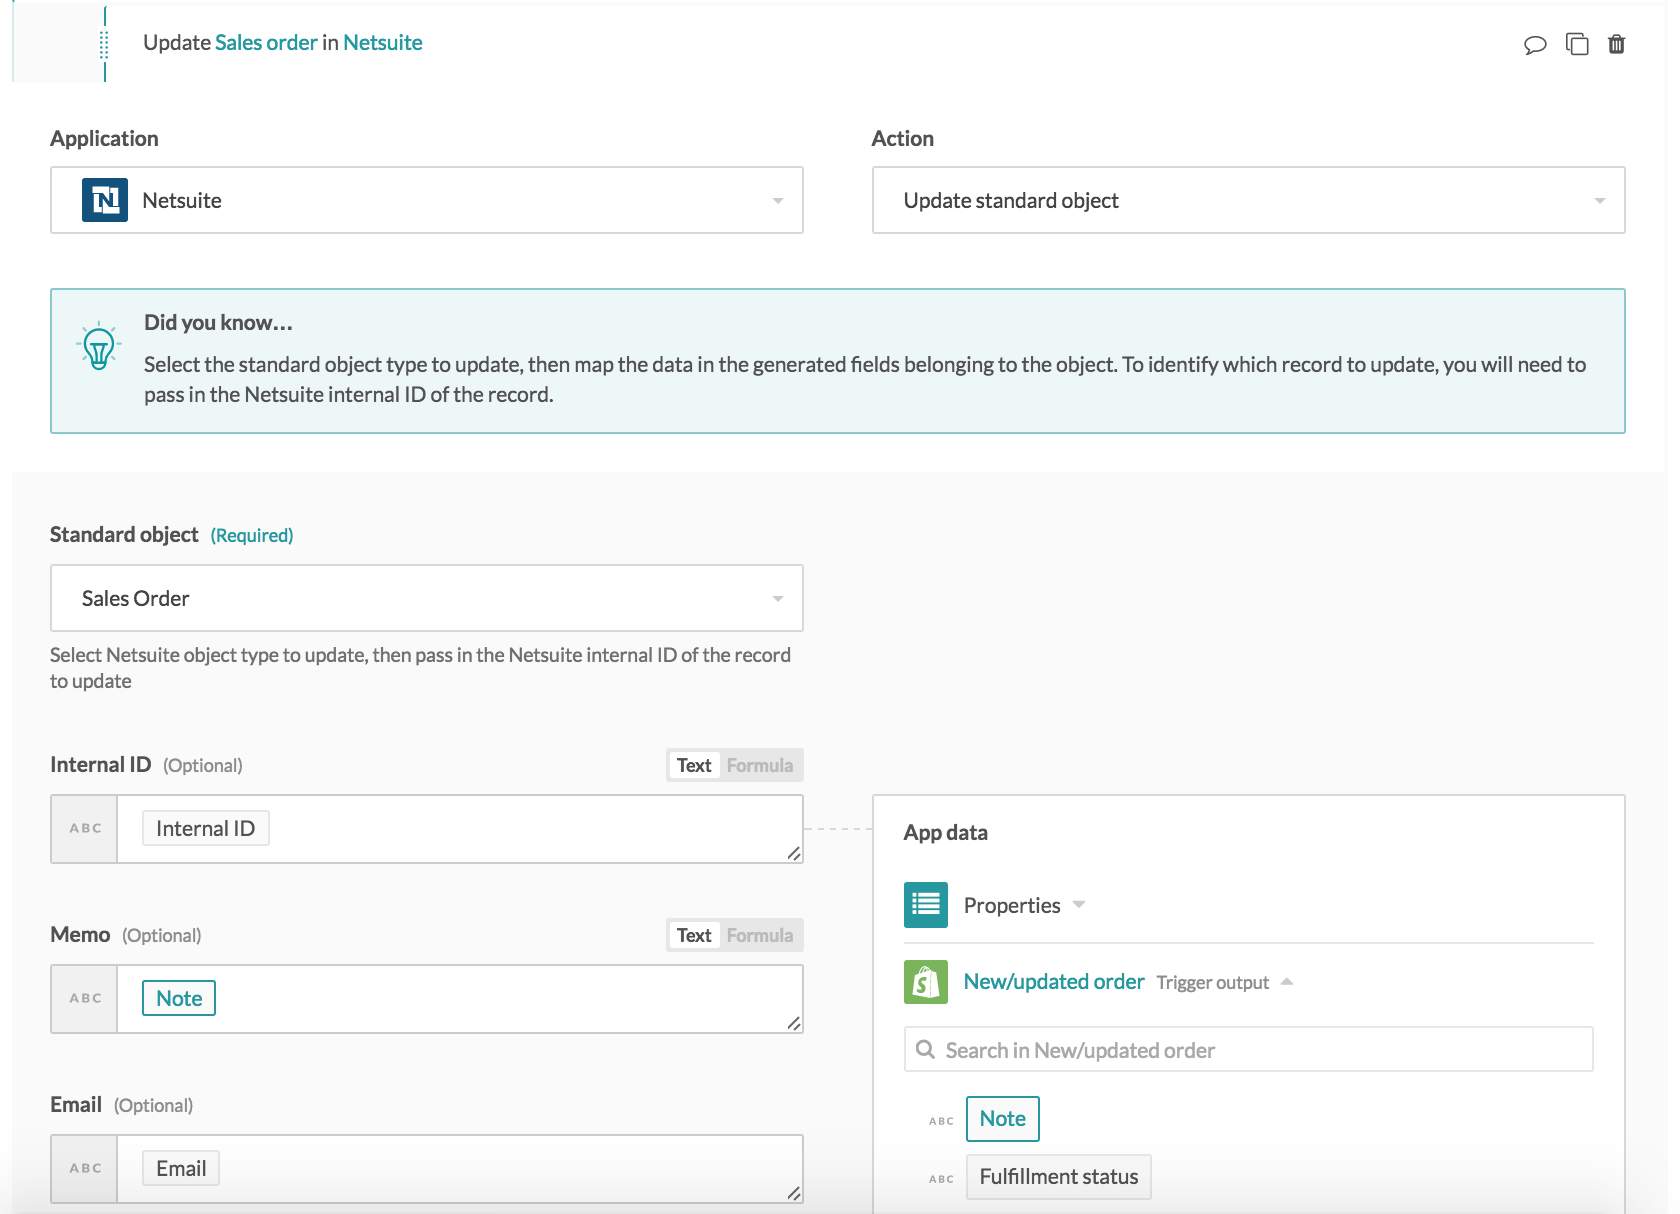 Update Sales order in Netsuite
Application
Action
N
Netsuite
Update standard object
Did you know...
Select the standard object type to update, then map the data in the generated fields belonging to the object. To identify which record to update, you will need to
pass in the Netsuite internal ID of the record.
Standard object (Required)
Sales Order
Select Netsuite object type to update, then pass in the Netsuite internal ID of the record
to update
Internal ID (Optional)
Text Formula
ABC Internal ID
Memo (Optional)
Text Formula
ABC Note
Email (Optional)
ABC Email
App data
Properties
S
New/updated order Trigger output
Search in New/updated order
ABC Note
ABC Fulfillment status